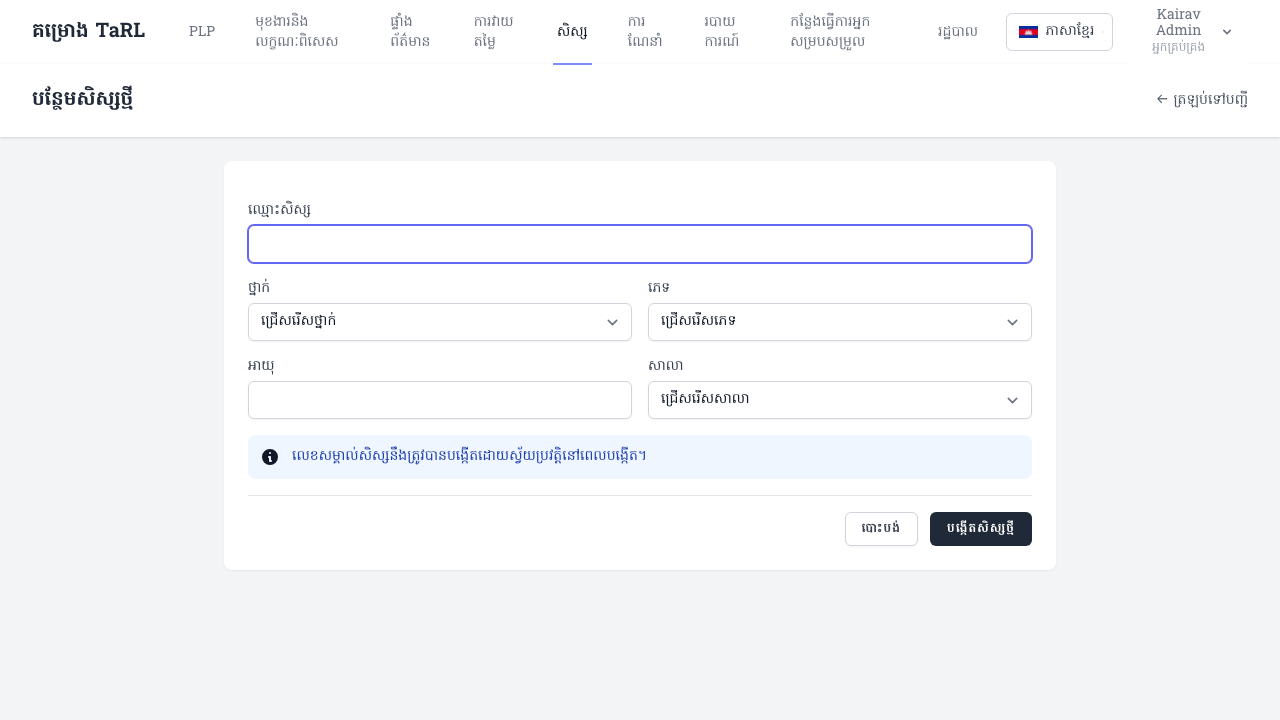 គម្រោង TaRL
PLP
មុខងារនិង
លក្ខណៈពិសេស
ផ្ទាំង
ព័ត៌មាន
ការវាយ
តម្លៃ
សិស្ស
ការ
ណែនាំ
របាយ
ការណ៍
កន្លែងធ្វើការអ្នក
សម្របសម្រួល
រដ្ឋបាល
ភាសាខ្មែរ
Kairav
Admin
អ្នកគ្រប់គ្រង
បន្ថែមសិស្សថ្មី
← ត្រឡប់ទៅបញ្ជី
ឈ្មោះសិស្ស
ថ្នាក់
ភេទ
ជ្រើសរើសថ្នាក់
ជ្រើសរើសភេទ
អាយុ
សាលា
ជ្រើសរើសសាលា
លេខសម្គាល់សិស្សនឹងត្រូវបានបង្កើតដោយស្វ័យប្រវត្តិនៅពេលបង្កើត។
បោះបង់
បង្កើតសិស្សថ្មី